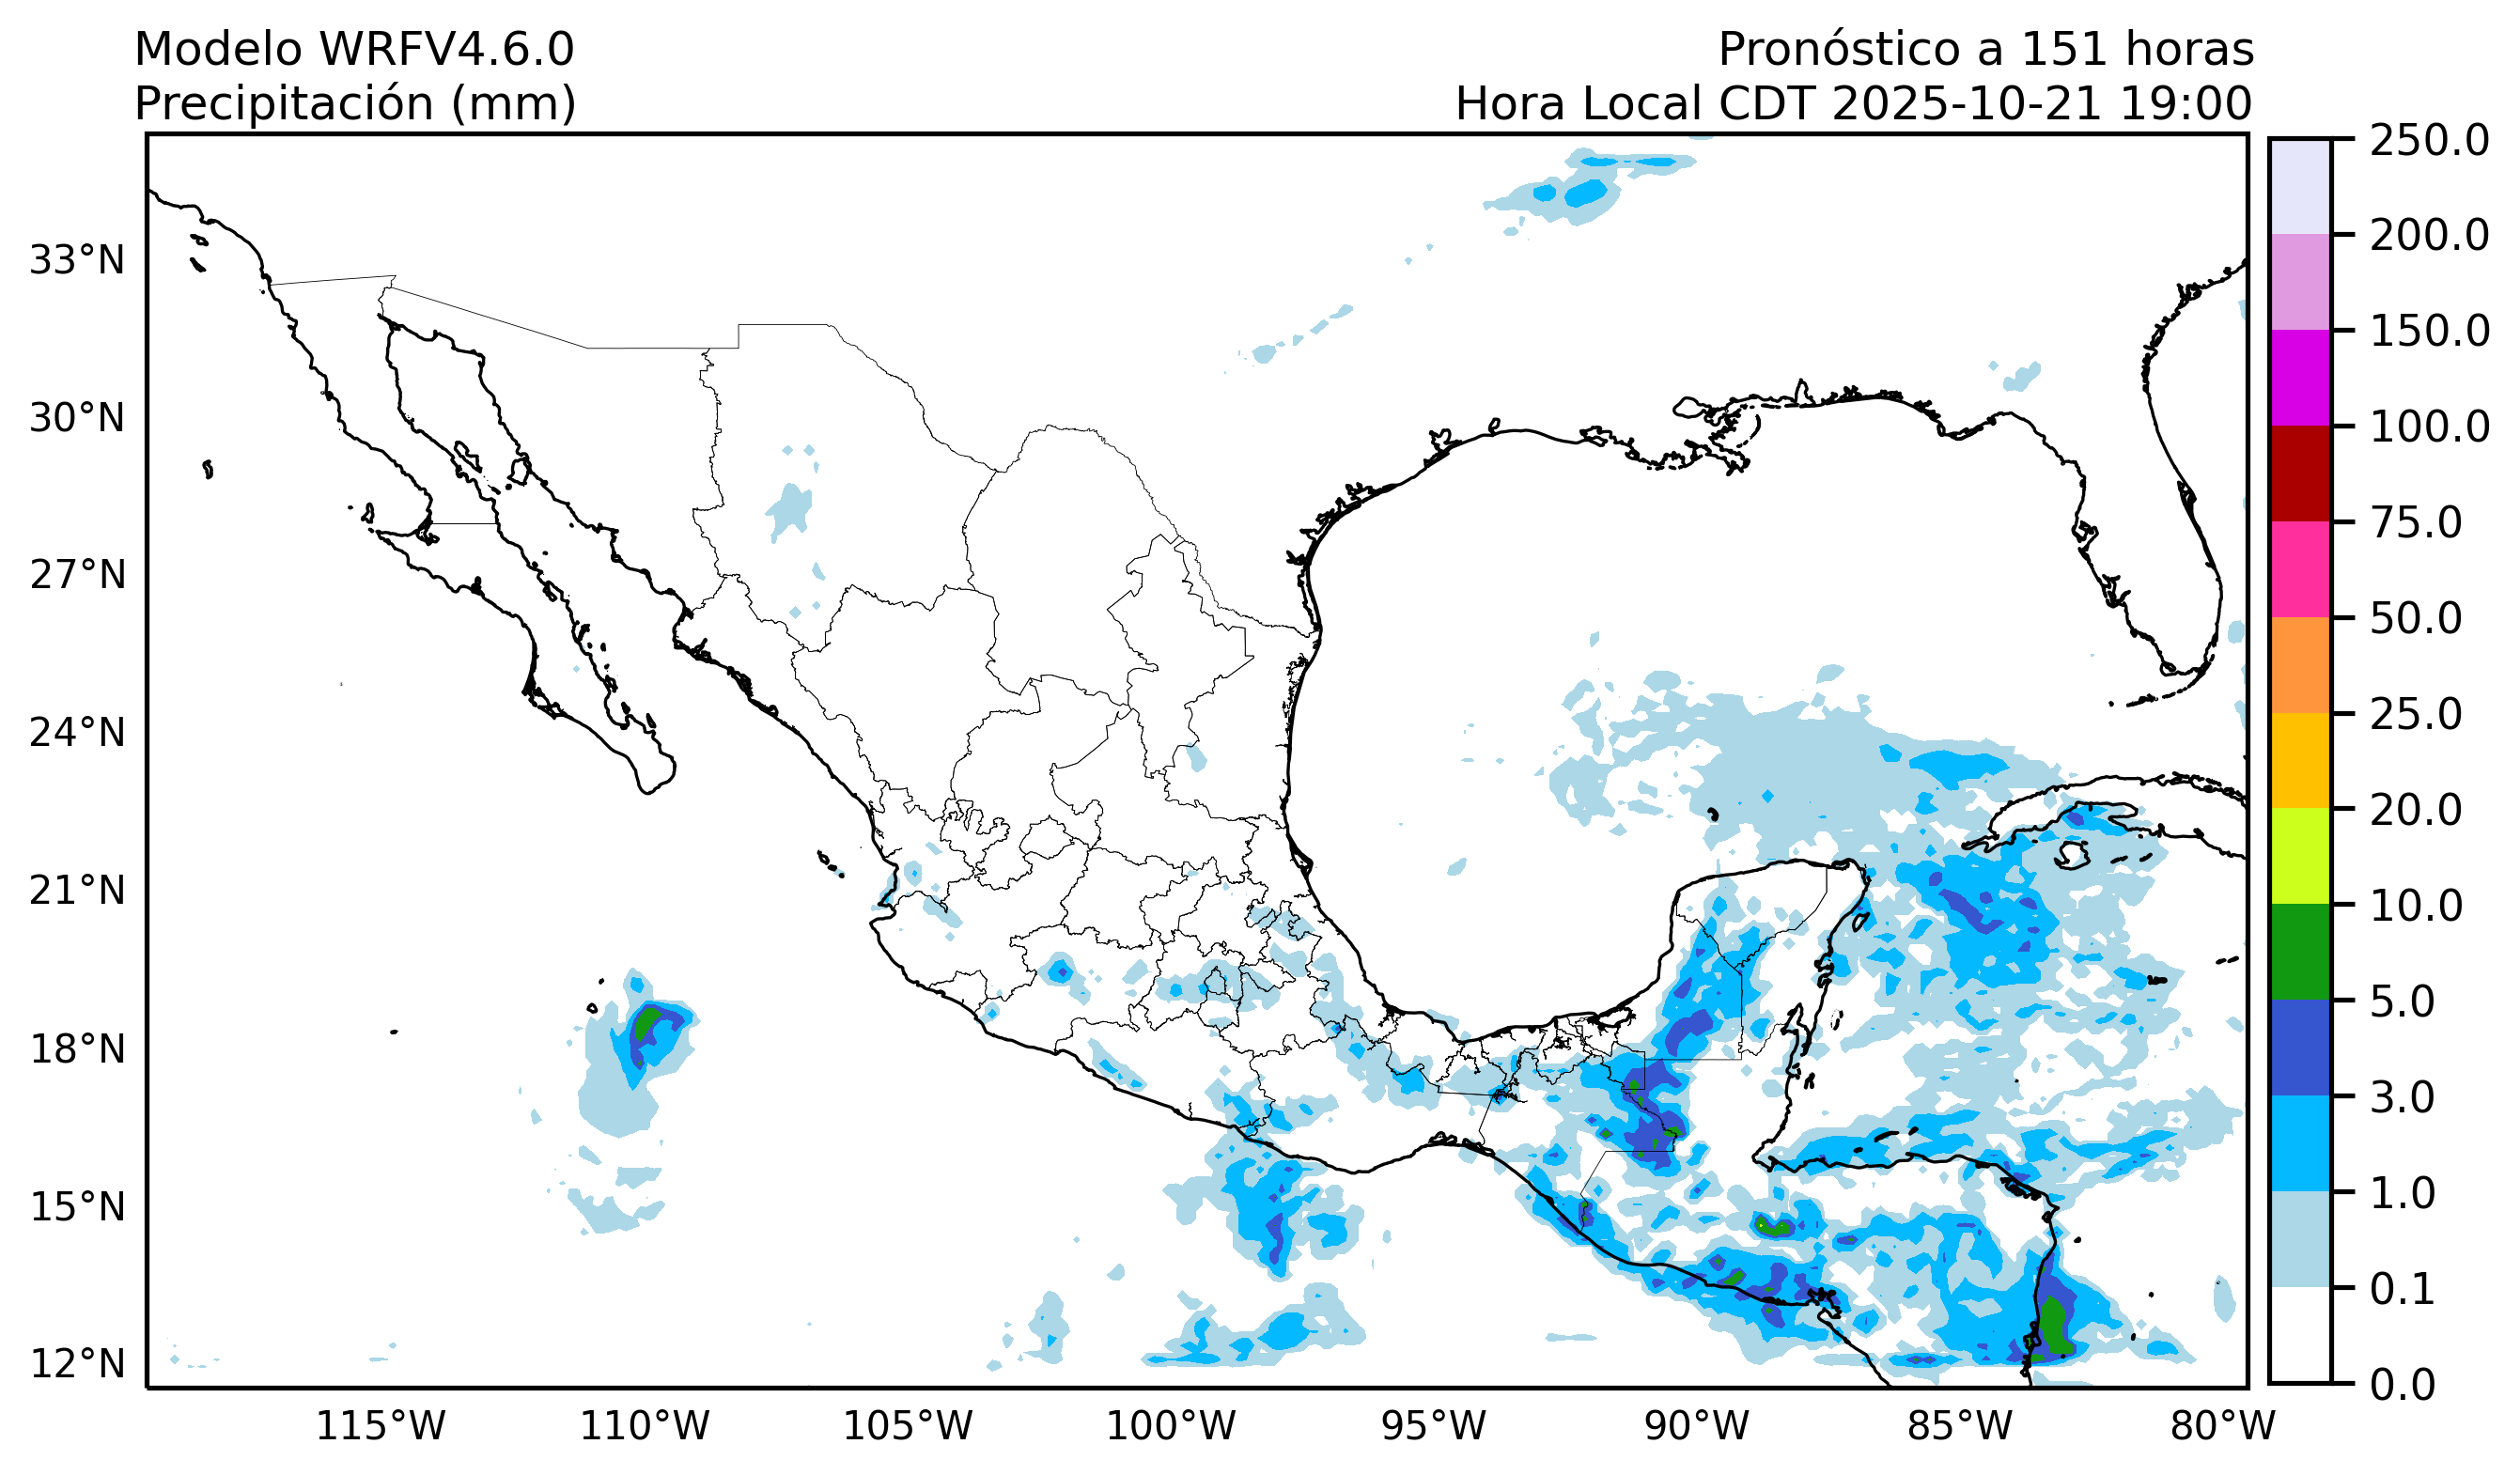 Modelo WRFV4.6.0
Precipitación (mm)
Pronóstico a 151 horas
Hora Local CDT 2025-10-21 19:00
33°N
30°N
27°N
24°N
21°N
18°N
15°N
12°N
115°W
110°W
105°W
100°W
95°W
90°W
85°W
80°W
250.0
200.0
150.0
100.0
75.0
50.0
25.0
20.0
10.0
5.0
3.0
1.0
0.1
0.0